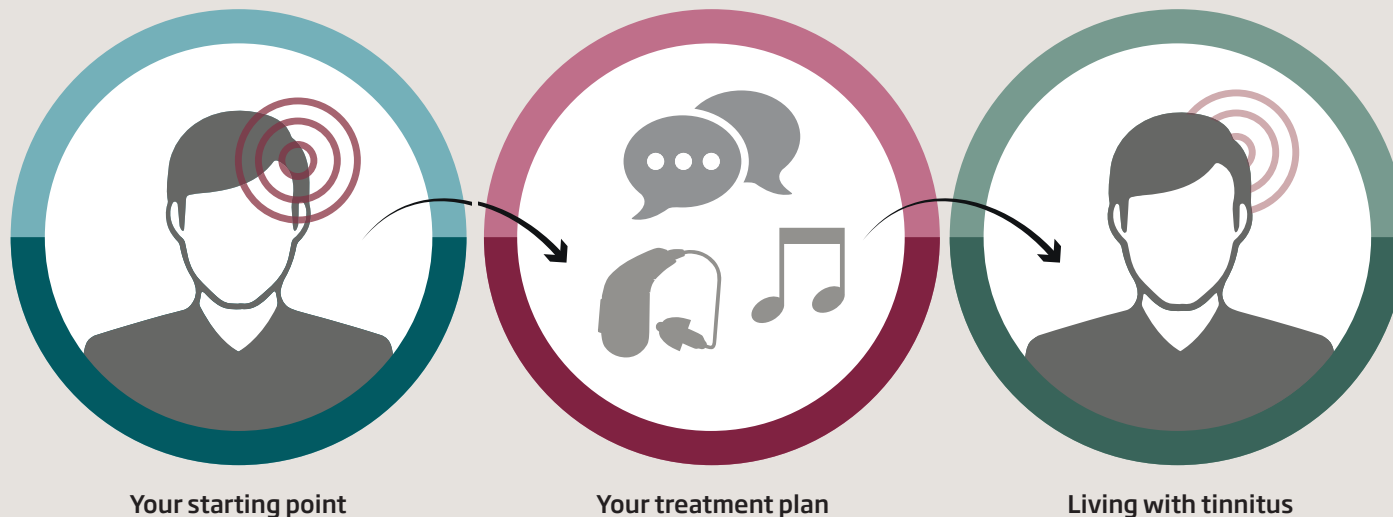 Your starting point
Your treatment plan
Living with tinnitus